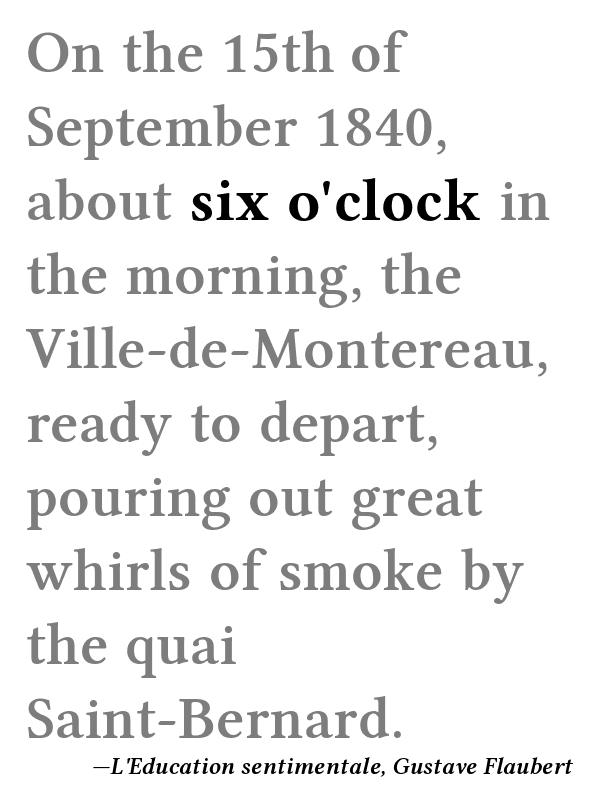 On the 15th of
September 1840,
about six o'clock in
the morning, the
Ville-de-Montereau,
ready to depart,
pouring out great
whirls of smoke by
the quai
Saint-Bernard.
—L'Education sentimentale, Gustave Flaubert